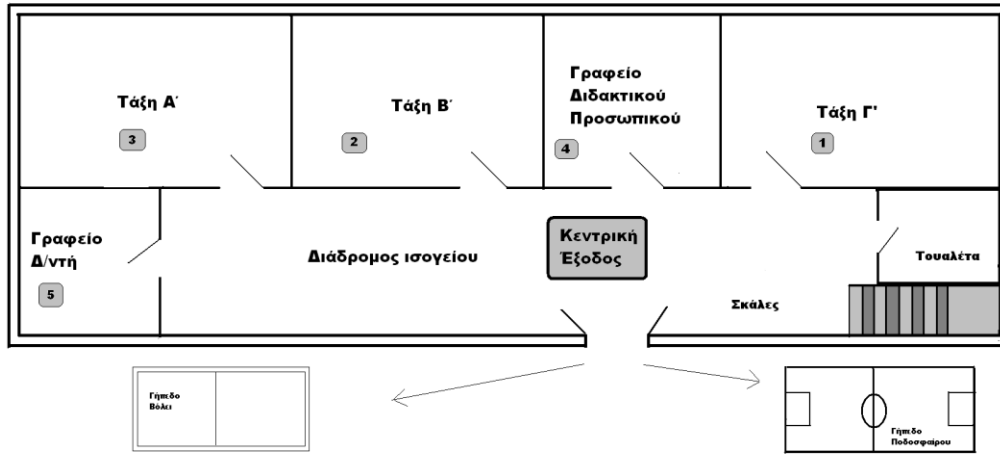 Τάξη Α΄
3
Τάξη Β΄
2
Γραφείο
Διδακτικού
Προσωπικού
4
Τάξη Γ'
1
Γραφείο
Δ/ντή
5
Διάδρομος ισογείου
Κεντρική
Έξοδος
Τουαλέτα
Σκάλες
Γήπεδο
Βόλει
Γήπεδο
Ποδοσφαίρου